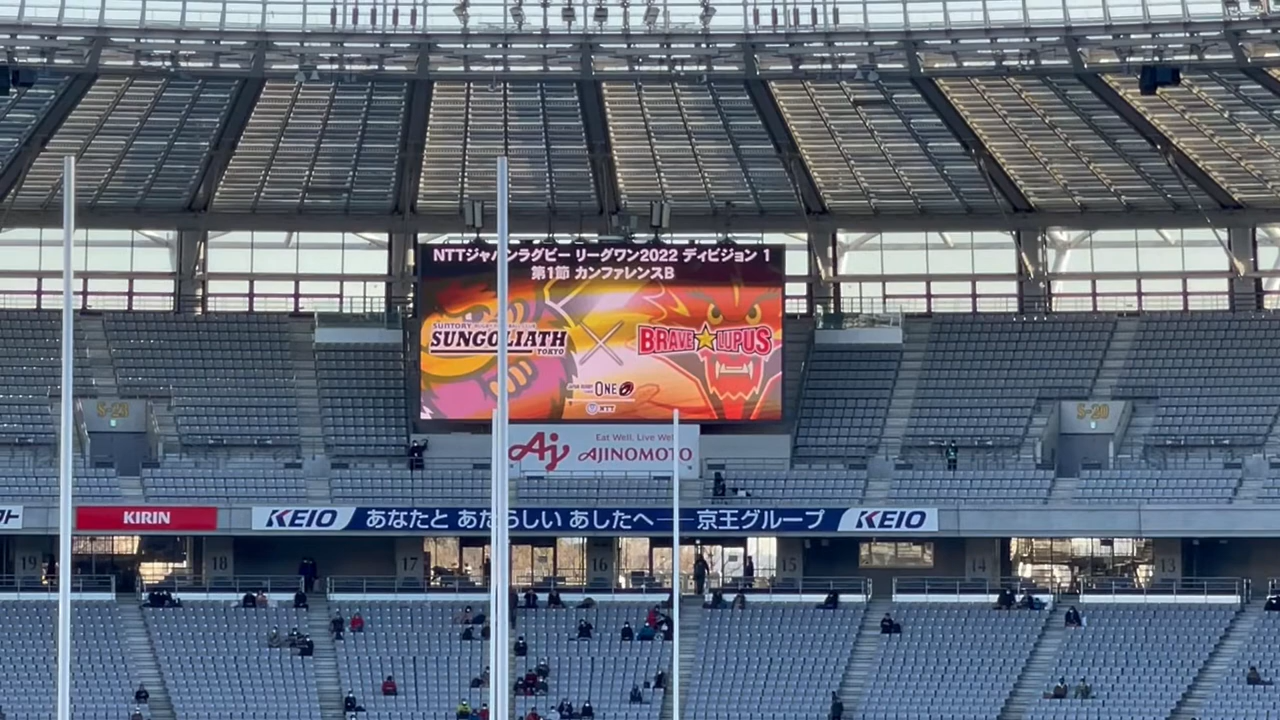 NTTジャパンラグビー リーグワン2022 ディビジョン 1
第1節 カンファレンスB
SUNTORY
SUNGOLIATH
TOKYO
BRAVE LUPUS
ONE
NTT
S-23
S-20
Eat Well, Live Well.
Aj AJINOMOTO
KIRIN
KEIO あなたと あたらしい あしたへ――京王グループ KEIO
19 18 17 16 15 14 13